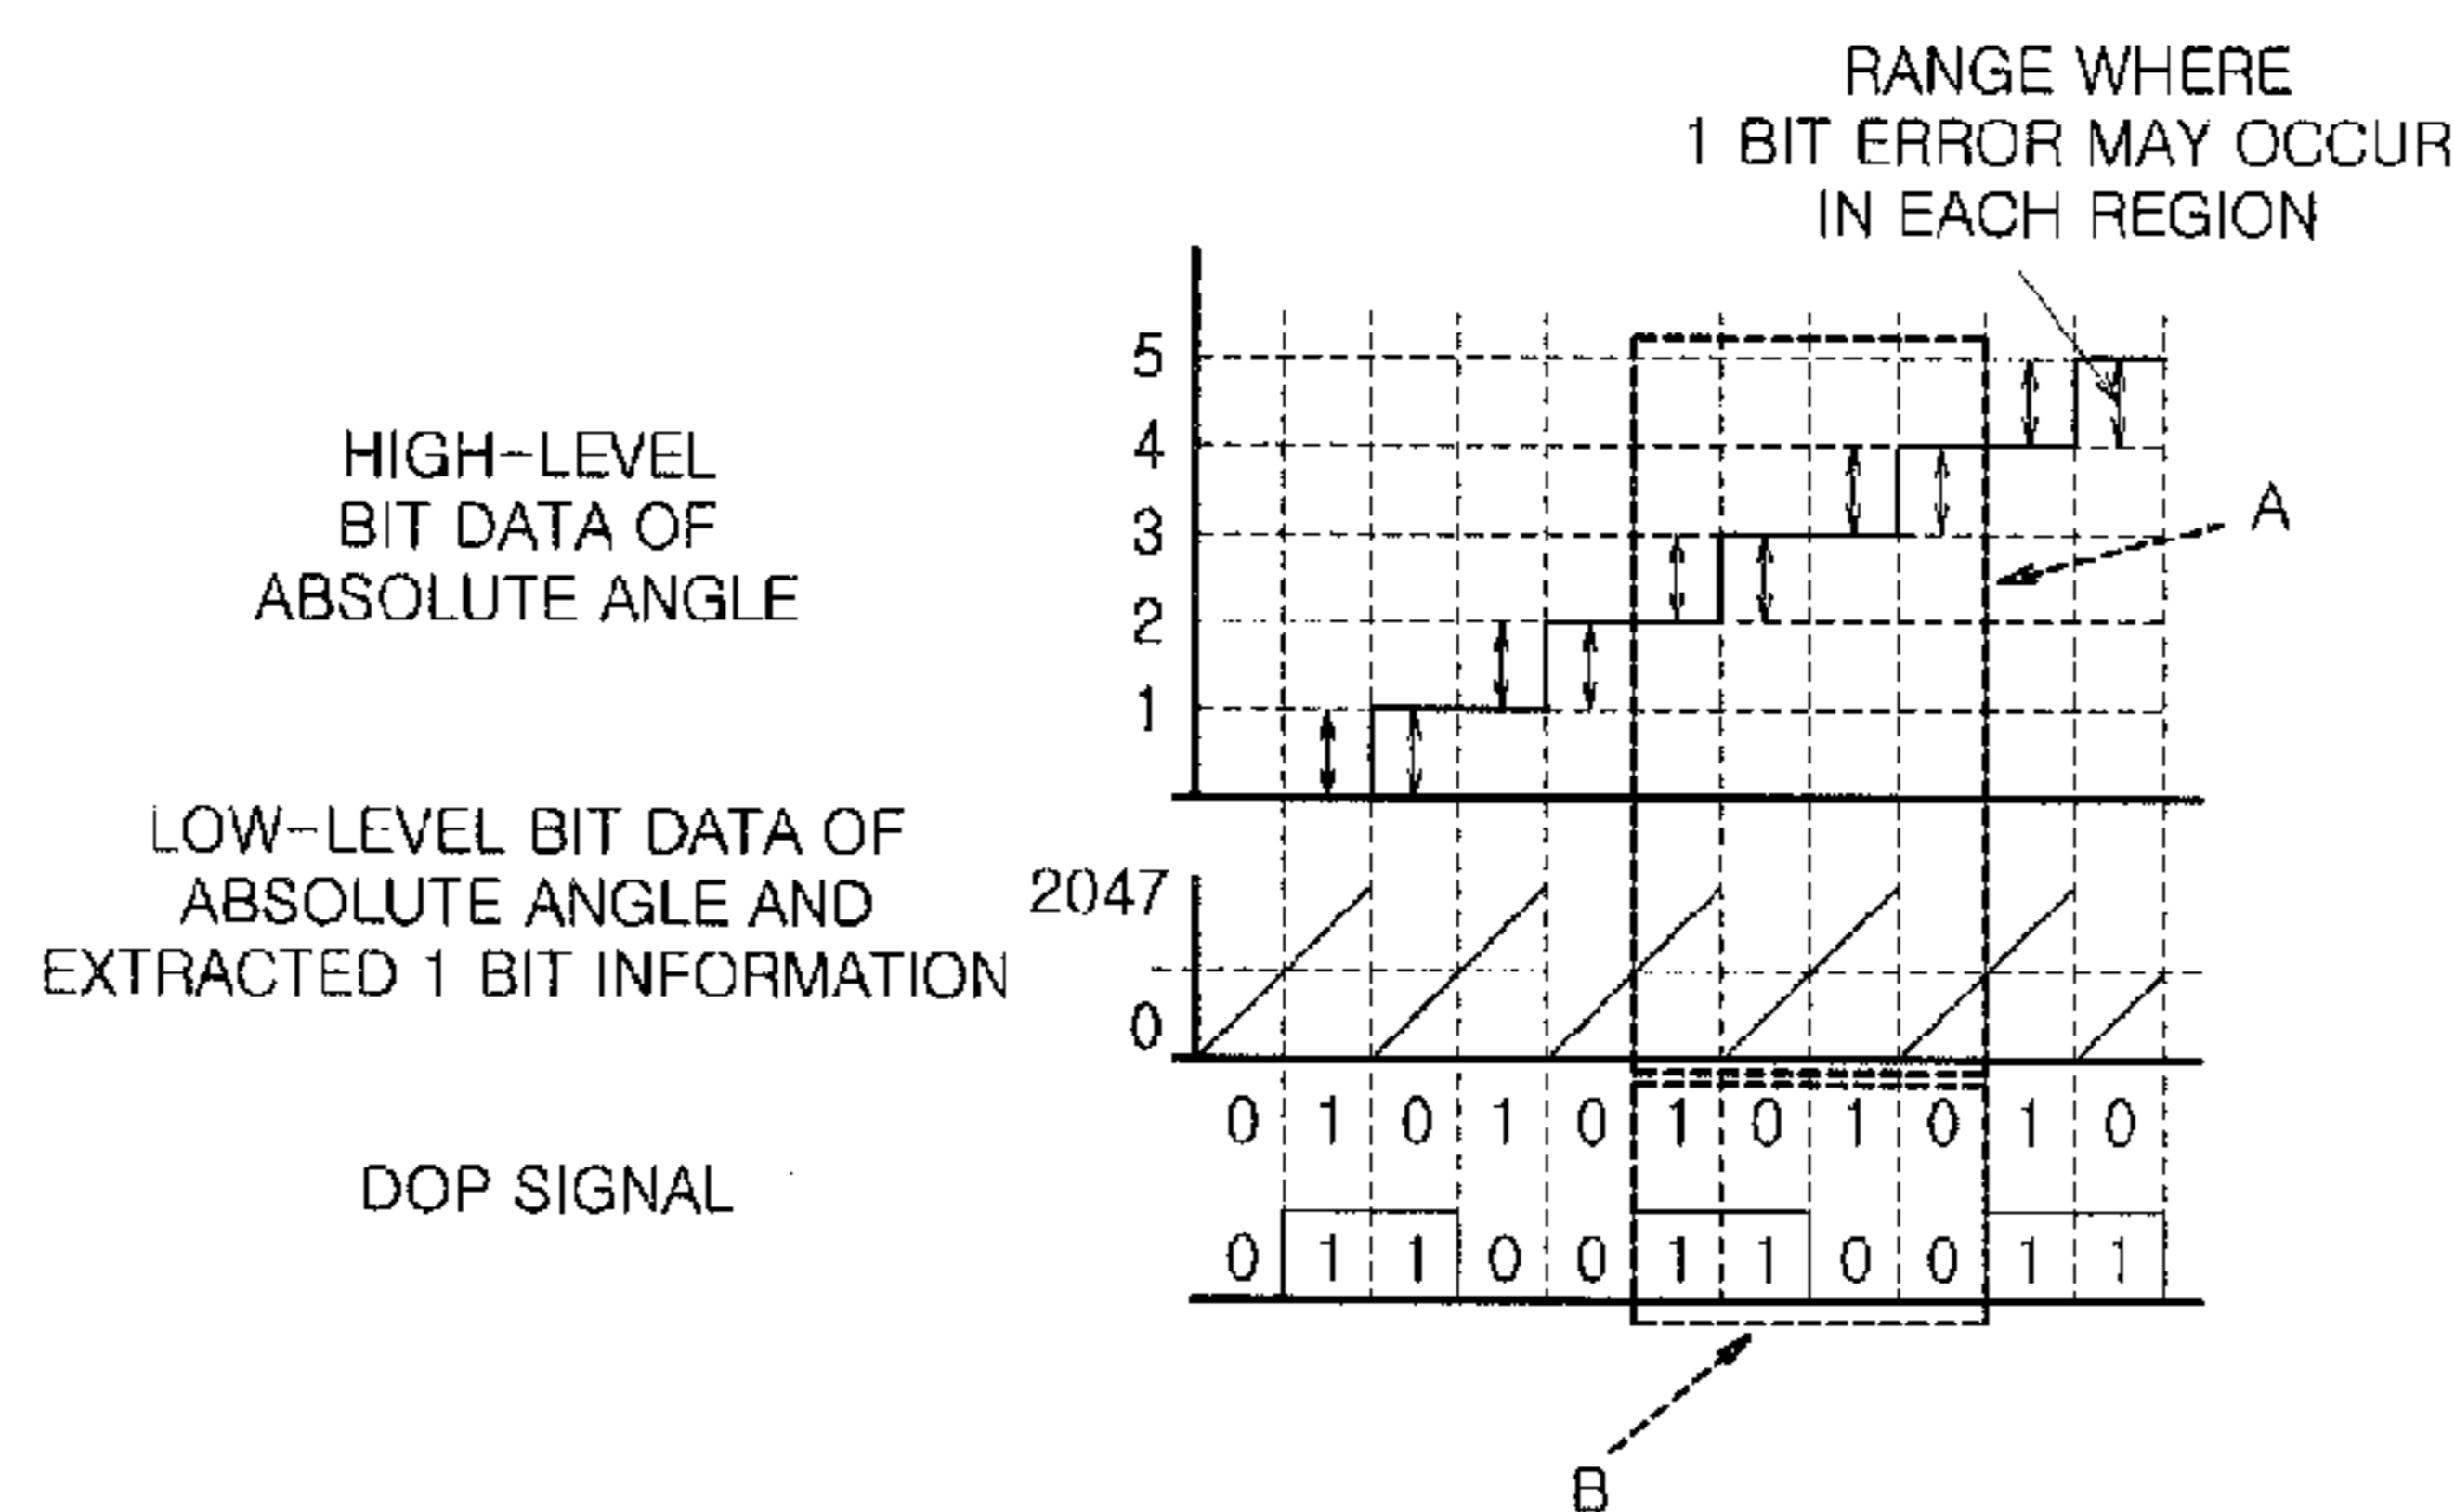 RANGE WHERE
1 BIT ERROR MAY OCCUR
IN EACH REGION
5
4
3
2
1
A
HIGH-LEVEL
BIT DATA OF
ABSOLUTE ANGLE
LOW-LEVEL BIT DATA OF
ABSOLUTE ANGLE AND
EXTRACTED 1 BIT INFORMATION
2047
0
0 1 0 1 0 1 0 1 0 1 0
DOP SIGNAL
0 1 1 0 0 1 1 0 0 1 1
B